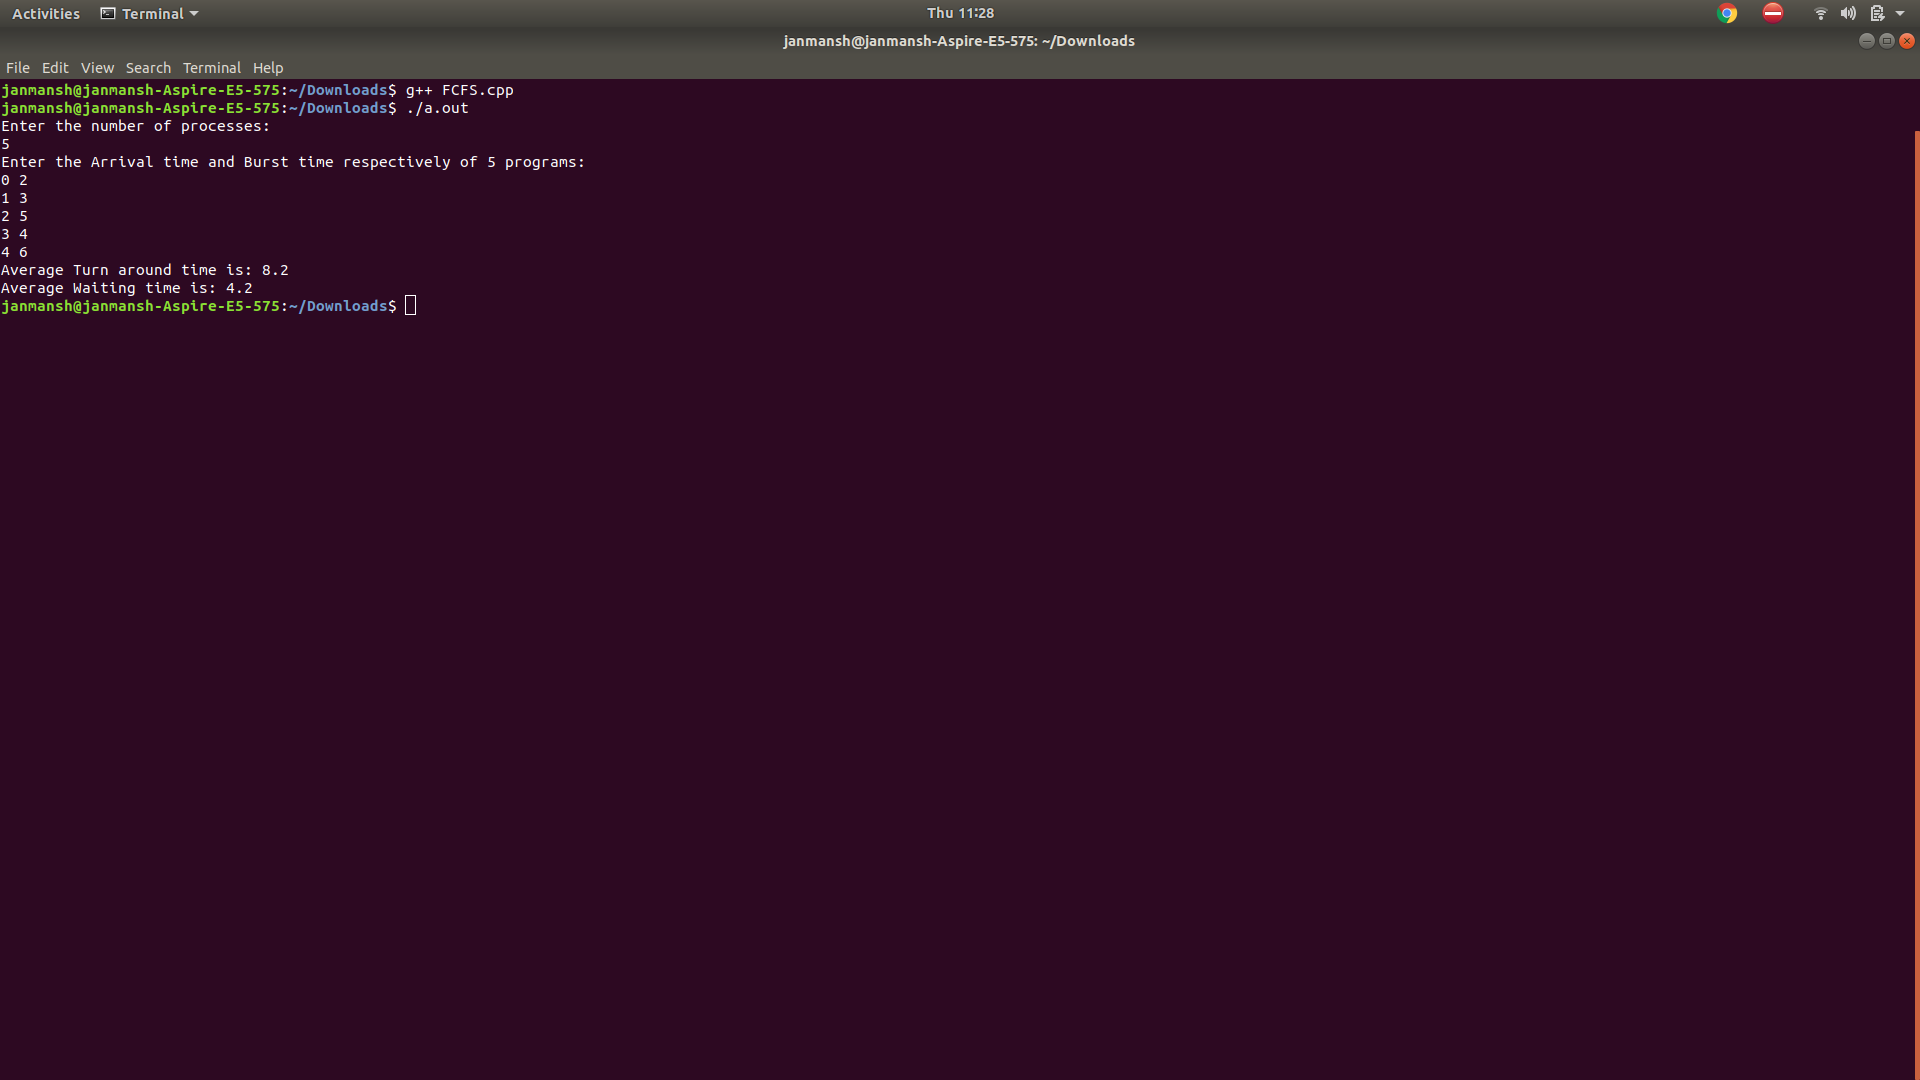 Activities Terminal Thu 11:28
janmansh@janmansh-Aspire-E5-575: ~/Downloads
File Edit View Search Terminal Help
janmansh@janmansh-Aspire-E5-575:~/Downloads$ g++ FCFS.cpp
janmansh@janmansh-Aspire-E5-575:~/Downloads$ ./a.out
Enter the number of processes:
5
Enter the Arrival time and Burst time respectively of 5 programs:
0 2
1 3
2 5
3 4
4 6
Average Turn around time is: 8.2
Average Waiting time is: 4.2
janmansh@janmansh-Aspire-E5-575:~/Downloads$